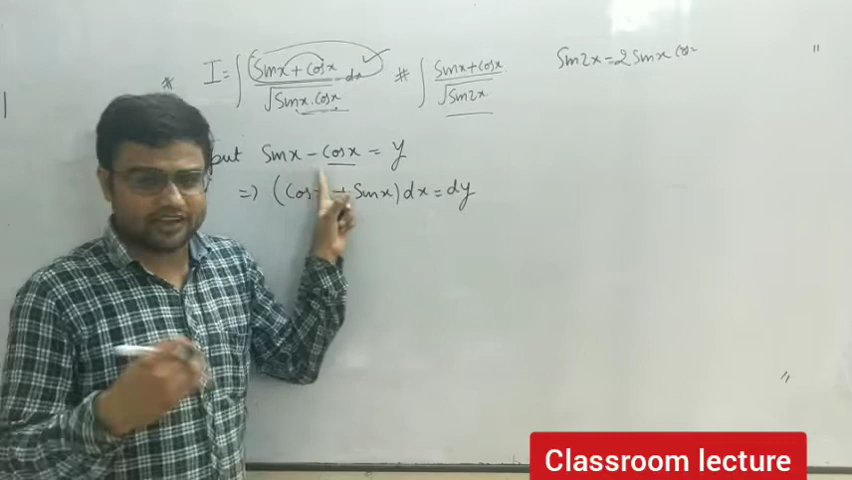 * I = ∫ (Sinx + Cosx)/√(Sinx.Cosx) dx ✓ # ∫ (Sinx + Cosx)/√(Sin2x) Sin2x = 2 Sinx Cos
put Sinx - Cosx = y
=> (Cos + Sinx)dx = dy
Classroom lecture